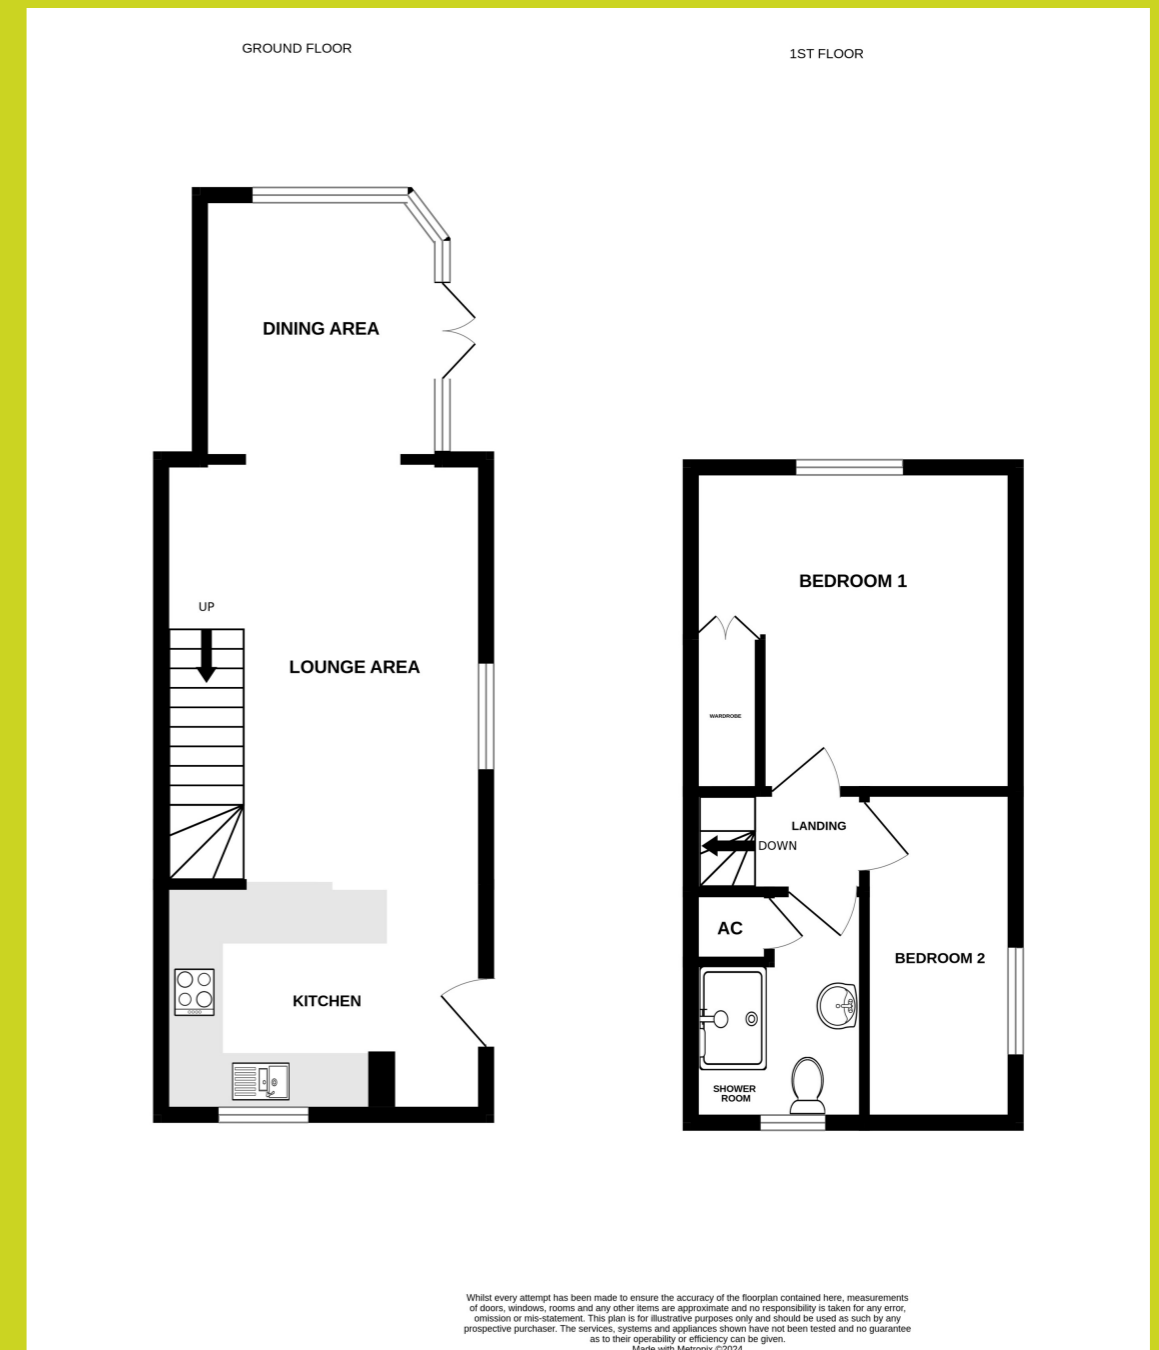 GROUND FLOOR
1ST FLOOR
DINING AREA
UP
LOUNGE AREA
KITCHEN
BEDROOM 1
WARDROBE
LANDING
DOWN
AC
BEDROOM 2
SHOWER
ROOM
Whilst every attempt has been made to ensure the accuracy of the floorplan contained here, measurements
of doors, windows, rooms and any other items are approximate and no responsibility is taken for any error,
omission or mis-statement. This plan is for illustrative purposes only and should be used as such by any
prospective purchaser. The services, systems and appliances shown have not been tested and no guarantee
as to their operability or efficiency can be given.
Made with Metropix ©2024